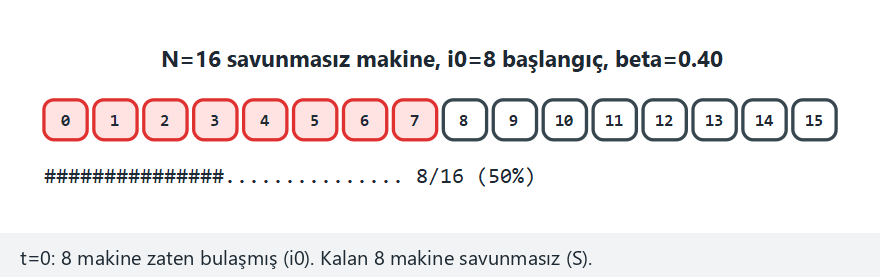 N=16 savunmasız makine, i0=8 başlangıç, beta=0.40
0 1 2 3 4 5 6 7 8 9 10 11 12 13 14 15
###############............... 8/16 (50%)
t=0: 8 makine zaten bulaşmış (i0). Kalan 8 makine savunmasız (S).